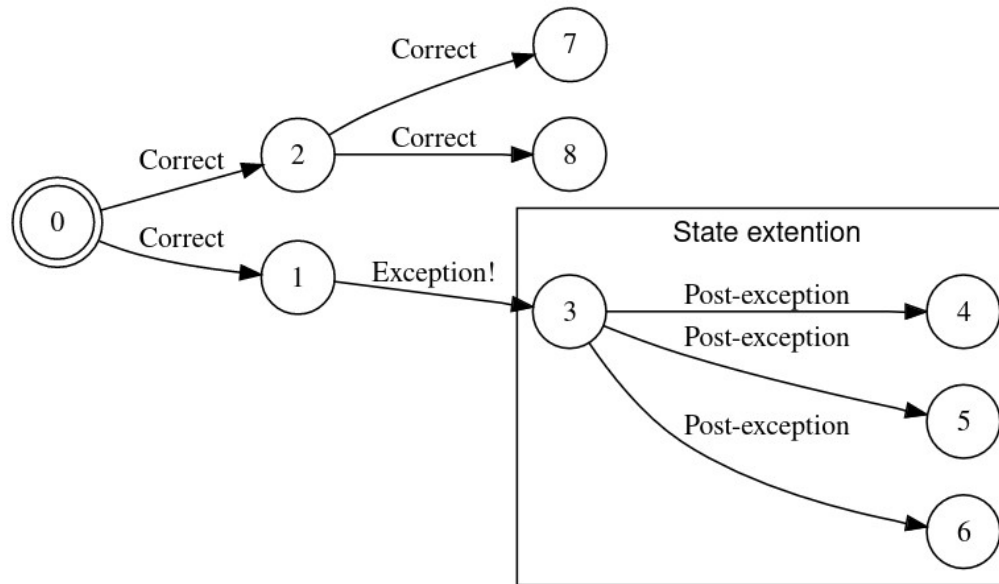 Correct
7
Correct
2
Correct
8
0
Correct
1
Exception!
State extention
3
Post-exception
4
Post-exception
5
Post-exception
6